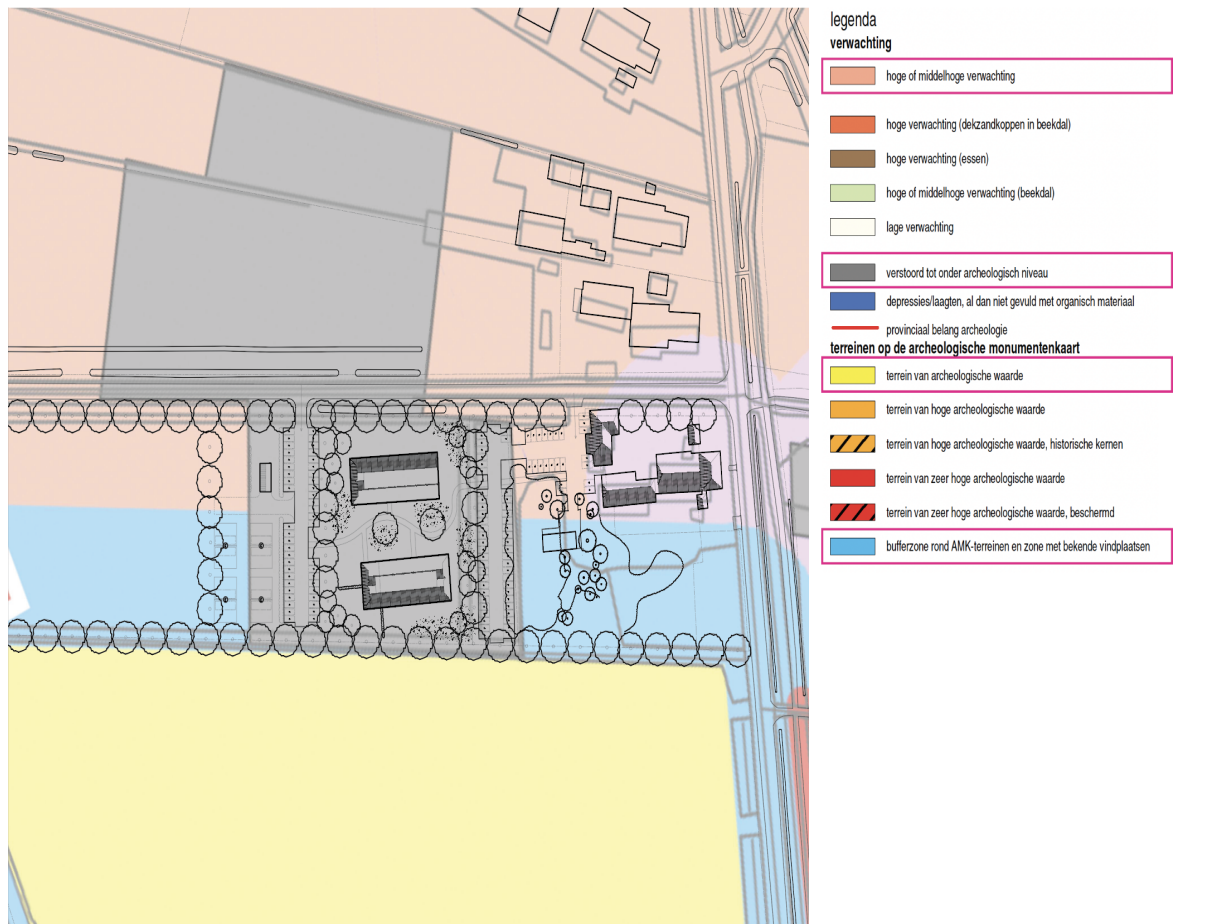 legenda
verwachting
hoge of middelhoge verwachting
hoge verwachting (dekzandkoppen in beekdal)
hoge verwachting (essen)
hoge of middelhoge verwachting (beekdal)
lage verwachting
verstoord tot onder archeologisch niveau
depressies/laagten, al dan niet gevuld met organisch materiaal
provinciaal belang archeologie
terreinen op de archeologische monumentenkaart
terrein van archeologische waarde
terrein van hoge archeologische waarde
terrein van hoge archeologische waarde, historische kernen
terrein van zeer hoge archeologische waarde
terrein van zeer hoge archeologische waarde, beschermd
bufferzone rond AMK-terreinen en zone met bekende vindplaatsen